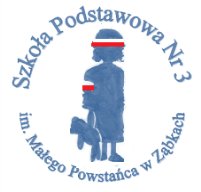 Szkoła Podstawowa Nr 3
im. Małego Powstańca w Ząbkach